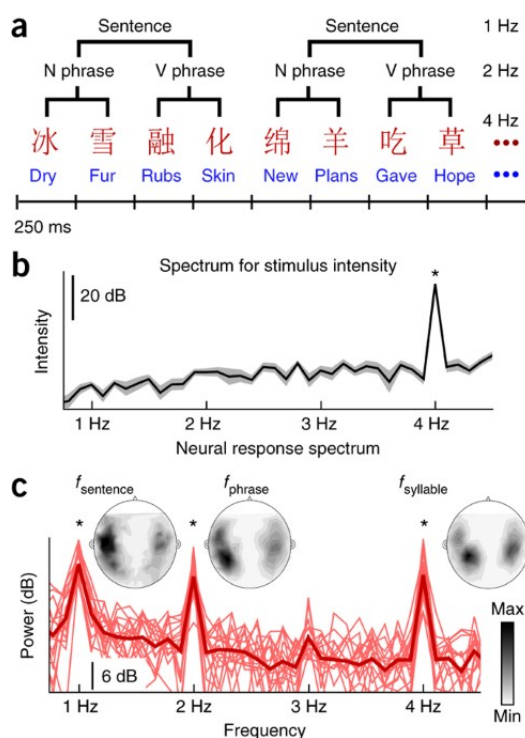 a
Sentence Sentence 1 Hz
N phrase V phrase N phrase V phrase 2 Hz
4 Hz
冰 雪 融 化 绵 羊 吃 草 •••
Dry Fur Rubs Skin New Plans Gave Hope •••
250 ms
b
Spectrum for stimulus intensity
*
20 dB
Intensity
1 Hz 2 Hz 3 Hz 4 Hz
Neural response spectrum
c
fsentence fphrase fsyllable
* * *
Max
Min
Power (dB)
6 dB
1 Hz 2 Hz 3 Hz 4 Hz
Frequency